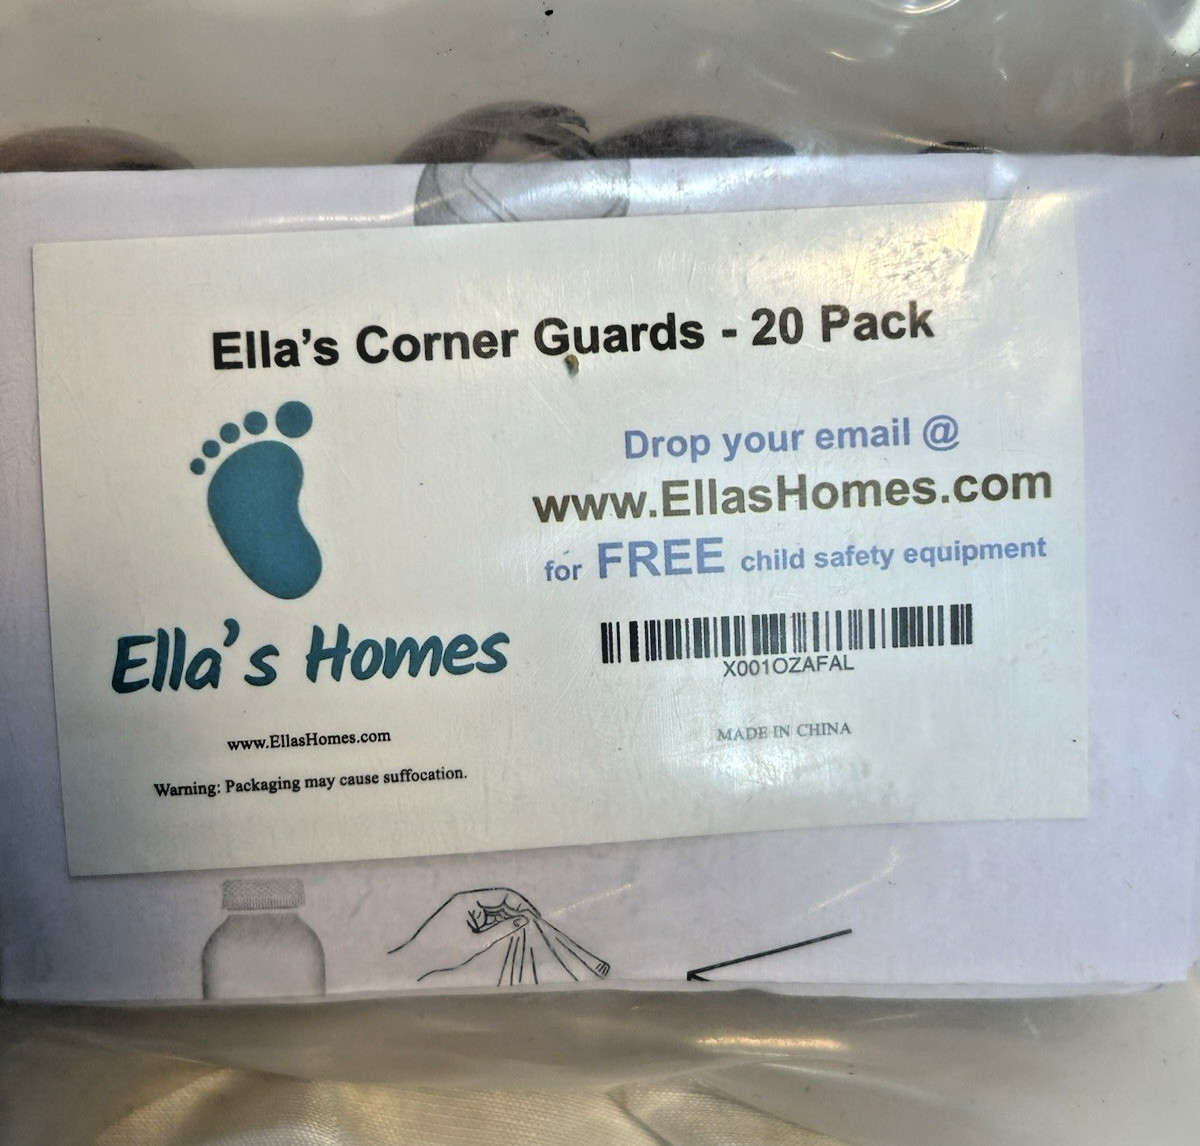 Ella's Corner Guards - 20 Pack
Drop your email @
www.EllasHomes.com
for FREE child safety equipment
X001OZAFAL
MADE IN CHINA
Ella's Homes
www.EllasHomes.com
Warning: Packaging may cause suffocation.